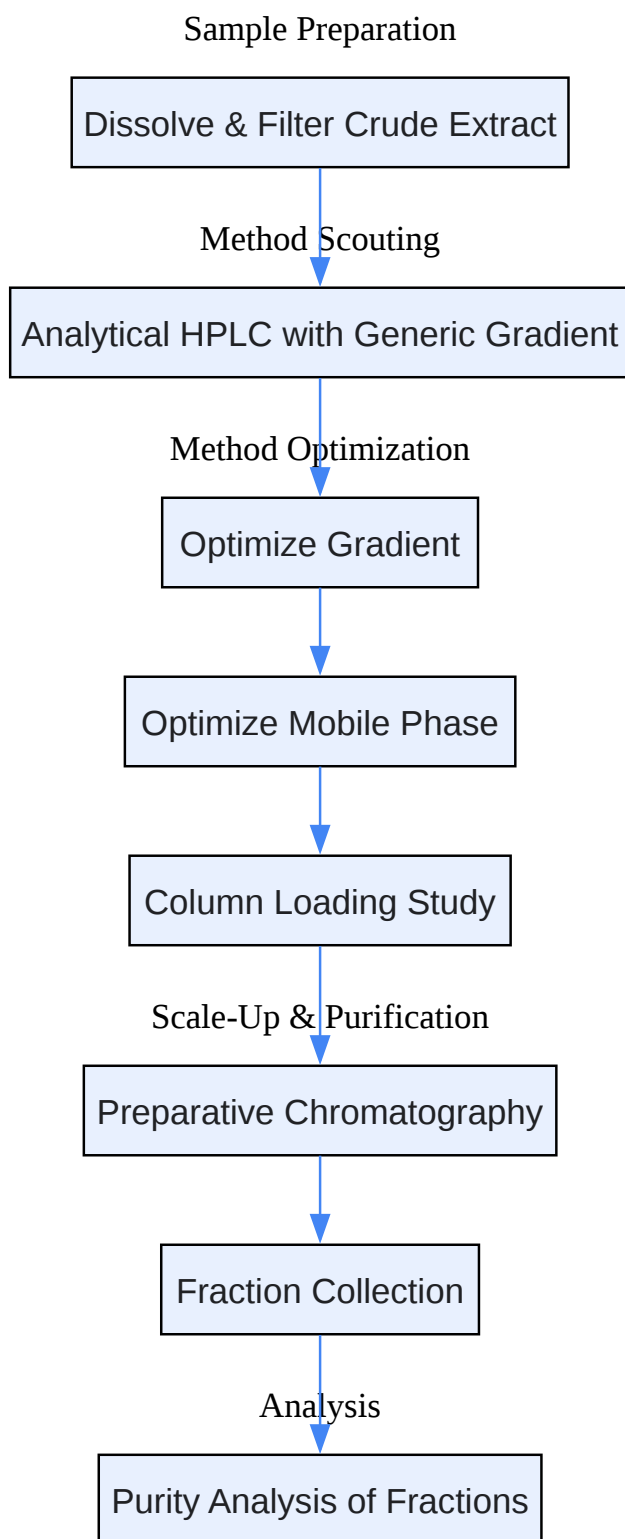 Sample Preparation
Dissolve & Filter Crude Extract
Method Scouting
Analytical HPLC with Generic Gradient
Method Optimization
Optimize Gradient
Optimize Mobile Phase
Column Loading Study
Scale-Up & Purification
Preparative Chromatography
Fraction Collection
Analysis
Purity Analysis of Fractions